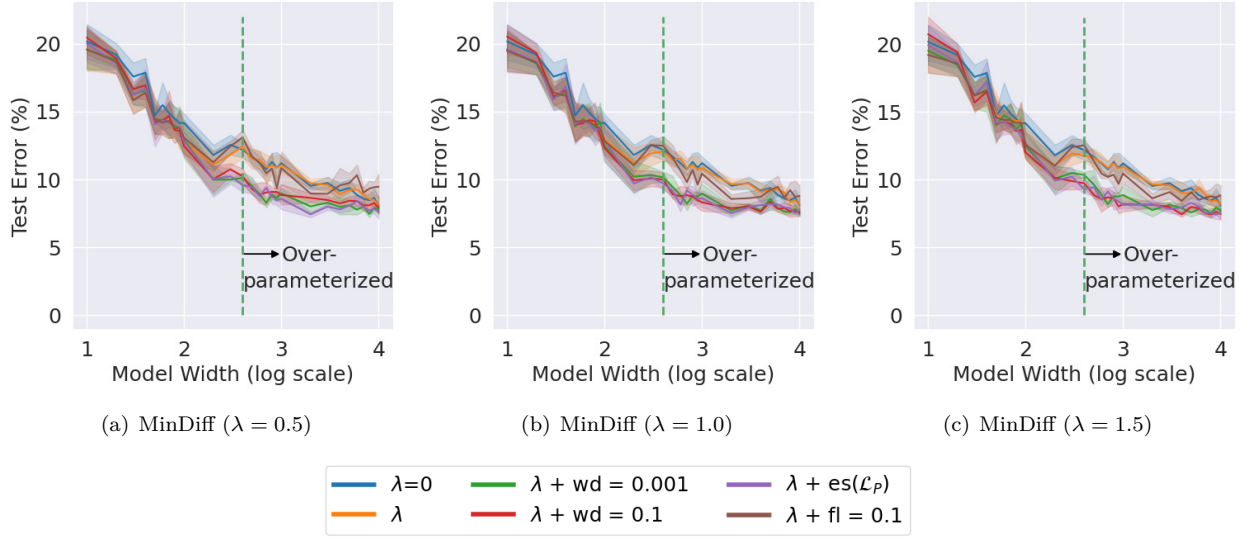 20
15
10
5
0
Test Error (%)
Over-
parameterized
1 2 3 4
Model Width (log scale)
(a) MinDiff (λ = 0.5)
20
15
10
5
0
Test Error (%)
Over-
parameterized
1 2 3 4
Model Width (log scale)
(b) MinDiff (λ = 1.0)
20
15
10
5
0
Test Error (%)
Over-
parameterized
1 2 3 4
Model Width (log scale)
(c) MinDiff (λ = 1.5)
λ=0
λ
λ + wd = 0.001
λ + wd = 0.1
λ + es(ℒ_P)
λ + fl = 0.1